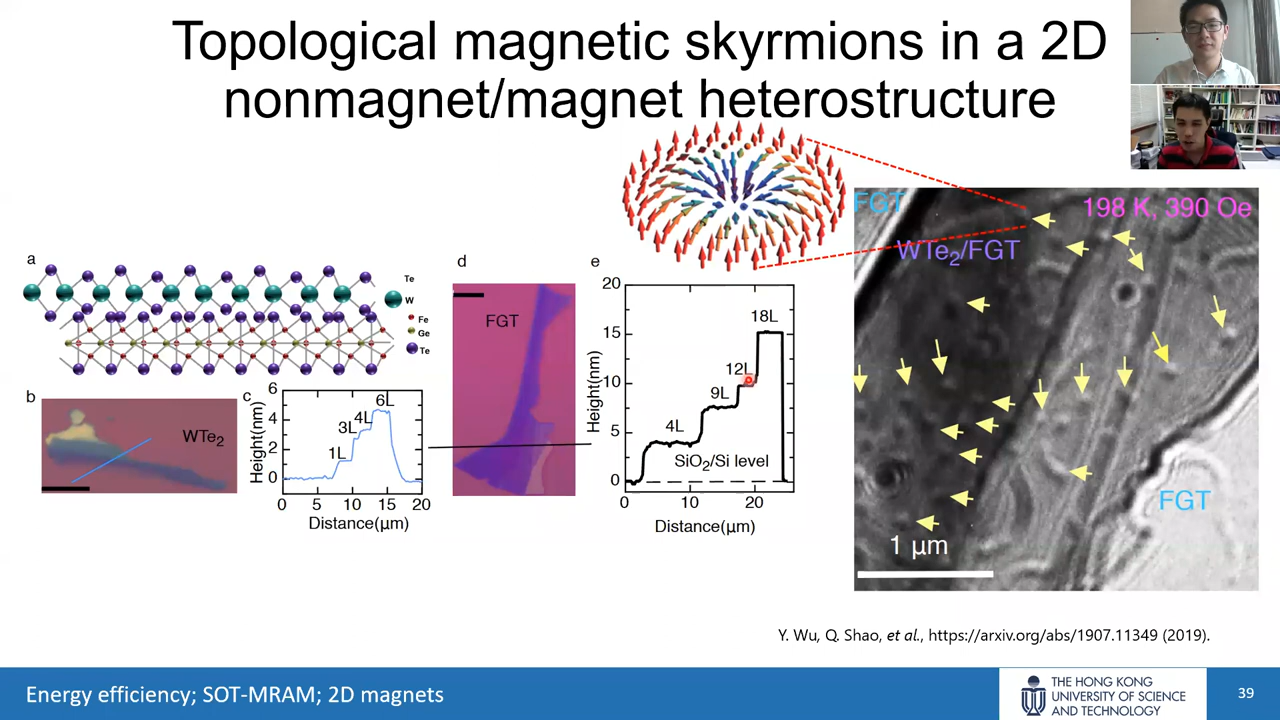 Topological magnetic skyrmions in a 2D
nonmagnet/magnet heterostructure
a
Te
W
Fe
Ge
Te
b
WTe2
c
Height(nm)
6
4
2
0
1L
3L
4L
6L
0 5 10 15 20
Distance(μm)
d
FGT
e
Height(nm)
20
15
10
5
0
4L
9L
12L
18L
SiO2/Si level
0 10 20
Distance(μm)
FGT
198 K, 390 Oe
WTe2/FGT
FGT
1 μm
Y. Wu, Q. Shao, et al., https://arxiv.org/abs/1907.11349 (2019).
Energy efficiency; SOT-MRAM; 2D magnets
THE HONG KONG
UNIVERSITY OF SCIENCE
AND TECHNOLOGY
39